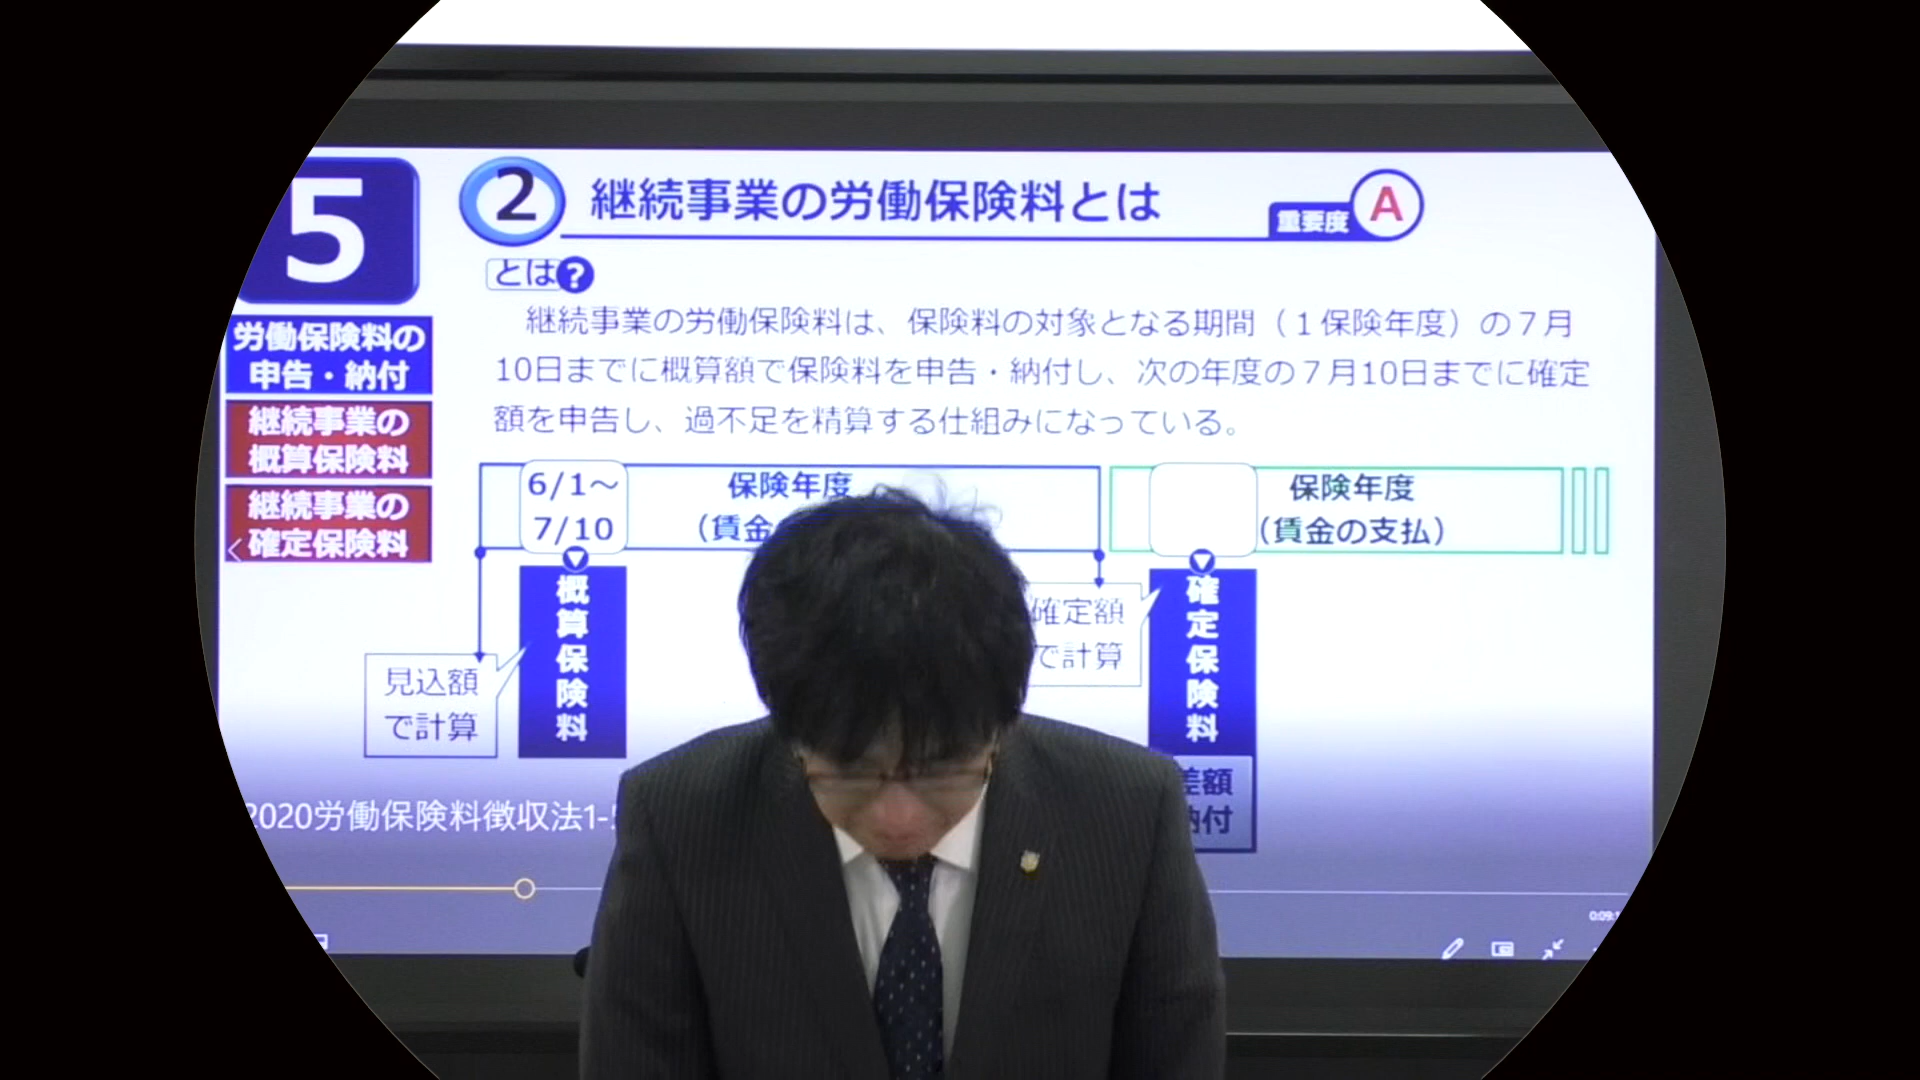 5
② 継続事業の労働保険料とは
重要度 A
とは?
継続事業の労働保険料は、保険料の対象となる期間（１保険年度）の７月
10日までに概算額で保険料を申告・納付し、次の年度の７月10日までに確定
額を申告し、過不足を精算する仕組みになっている。
労働保険料の
申告・納付
継続事業の
概算保険料
継続事業の
確定保険料
6/1～
7/10
保険年度
（賃金
保険年度
（賃金の支払）
概算保険料
見込額
で計算
確定額
で計算
確定保険料
差額
納付
2020労働保険料徴収法1-